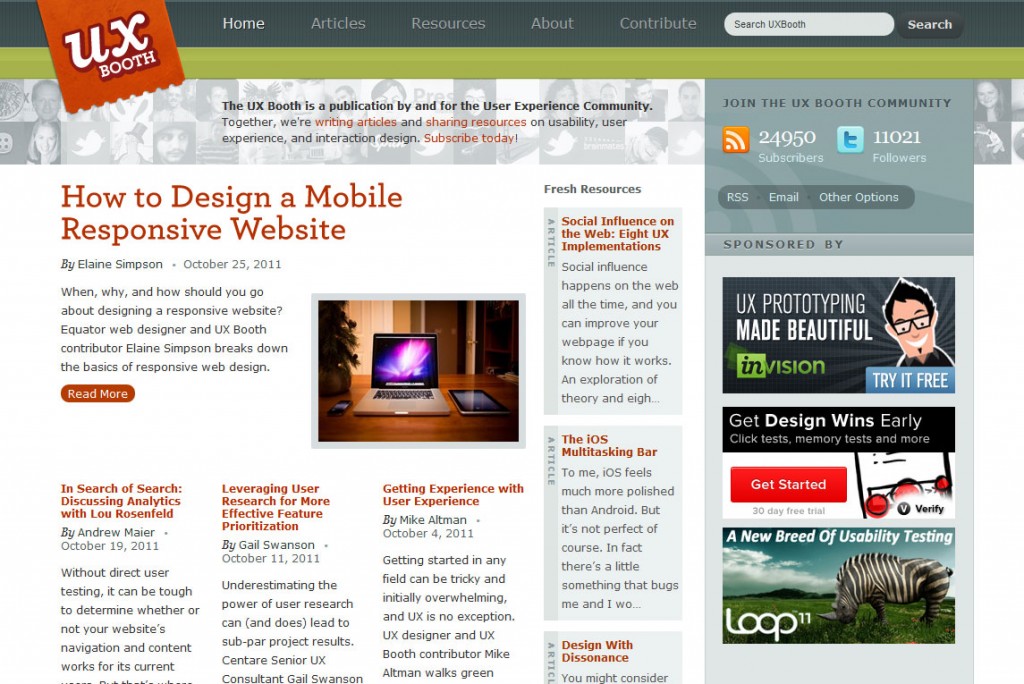 UX
BOOTH
Home
Articles
Resources
About
Contribute
Search UXBooth
Search
The UX Booth is a publication by and for the User Experience Community.
Together, we're writing articles and sharing resources on usability, user
experience, and interaction design. Subscribe today!
JOIN THE UX BOOTH COMMUNITY
24950
Subscribers
11021
Followers
RSS • Email • Other Options
How to Design a Mobile
Responsive Website
By Elaine Simpson • October 25, 2011
When, why, and how should you go
about designing a responsive website?
Equator web designer and UX Booth
contributor Elaine Simpson breaks down
the basics of responsive web design.
Read More
In Search of Search:
Discussing Analytics
with Lou Rosenfeld
By Andrew Maier •
October 19, 2011
Without direct user
testing, it can be tough
to determine whether or
not your website's
navigation and content
works for its current
users. But that's where
Leveraging User
Research for More
Effective Feature
Prioritization
By Gail Swanson •
October 11, 2011
Underestimating the
power of user research
can (and does) lead to
sub-par project results.
Centare Senior UX
Consultant Gail Swanson
Getting Experience with
User Experience
By Mike Altman •
October 4, 2011
Getting started in any
field can be tricky and
initially overwhelming,
and UX is no exception.
UX designer and UX
Booth contributor Mike
Altman walks green
Fresh Resources
ARTICLE
Social Influence on
the Web: Eight UX
Implementations
Social influence
happens on the web
all the time, and you
can improve your
webpage if you
know how it works.
An exploration of
theory and eigh…
ARTICLE
The iOS
Multitasking Bar
To me, iOS feels
much more polished
than Android. But
it's not perfect of
course. In fact
there's a little
something that bugs
me and I wo…
ARTICL
Design With
Dissonance
You might consider
SPONSORED BY
UX PROTOTYPING
MADE BEAUTIFUL
invision
TRY IT FREE
Get Design Wins Early
Click tests, memory tests and more
Get Started
30 day free trial
V Verify
A New Breed Of Usability Testing
Loop11